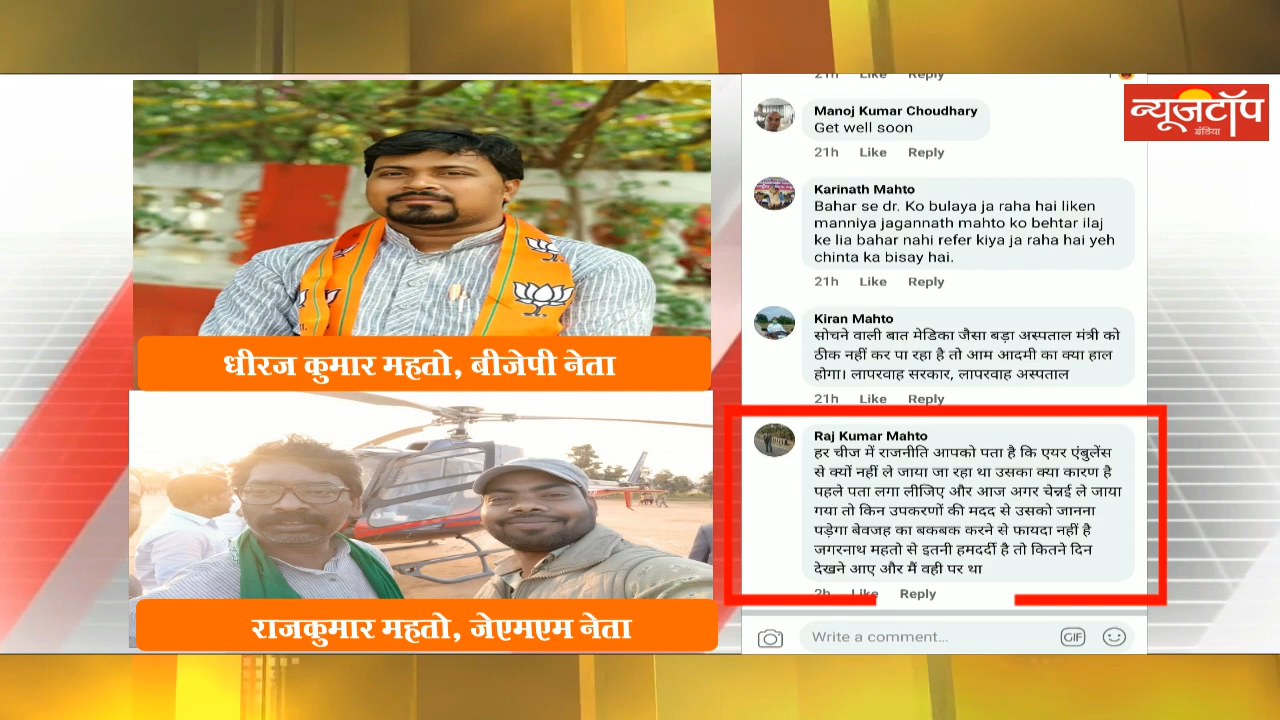 धीरज कुमार महतो, बीजेपी नेता
राजकुमार महतो, जेएमएम नेता
21h Like Reply
Manoj Kumar Choudhary
Get well soon
21h Like Reply
Karinath Mahto
Bahar se dr. Ko bulaya ja raha hai liken
manniya jagannath mahto ko behtar ilaj
ke lia bahar nahi refer kiya ja raha hai yeh
chinta ka bisay hai.
21h Like Reply
Kiran Mahto
सोचने वाली बात मेडिका जैसा बड़ा अस्पताल मंत्री को
ठीक नहीं कर पा रहा है तो आम आदमी का क्या हाल
होगा। लापरवाह सरकार, लापरवाह अस्पताल
21h Like Reply
Raj Kumar Mahto
हर चीज में राजनीति आपको पता है कि एयर एंबुलेंस
से क्यों नहीं ले जाया जा रहा था उसका क्या कारण है
पहले पता लगा लीजिए और आज अगर चेन्नई ले जाया
गया तो किन उपकरणों की मदद से उसको जानना
पड़ेगा बेवजह का बकबक करने से फायदा नहीं है
जगरनाथ महतो से इतनी हमदर्दी है तो कितने दिन
देखने आए और मैं वही पर था
2h Like Reply
Write a comment...
GIF
न्यूजटॉप
इंडिया